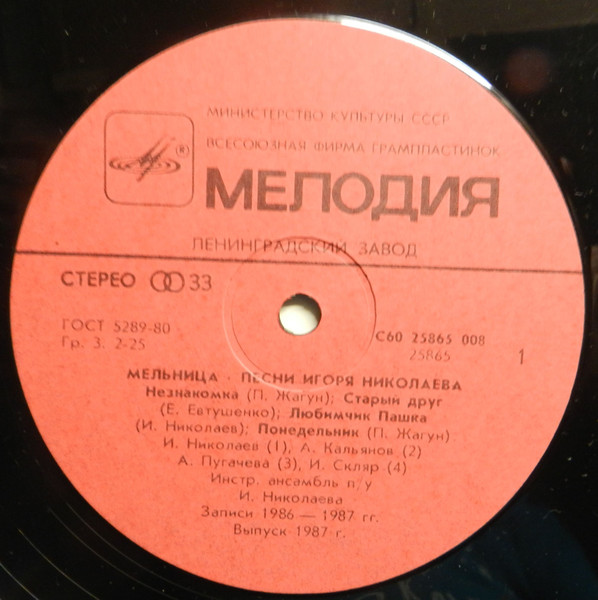 МИНИСТЕРСТВО КУЛЬТУРЫ СССР
ВСЕСОЮЗНАЯ ФИРМА ГРАМПЛАСТИНОК
®
МЕЛОДИЯ
ЛЕНИНГРАДСКИЙ ЗАВОД
СТЕРЕО 33
ГОСТ 5289-80
Гр. 3. 2-25
С60 25865 008
25865
1
МЕЛЬНИЦА · ПЕСНИ ИГОРЯ НИКОЛАЕВА
Незнакомка (П. Жагун); Старый друг
(Е. Евтушенко); Любимчик Пашка
(И. Николаев); Понедельник (П. Жагун)
И. Николаев (1), А. Кальянов (2)
А. Пугачева (3), И. Скляр (4)
Инстр. ансамбль п/у
И. Николаева
Записи 1986 — 1987 гг.
Выпуск 1987 г.